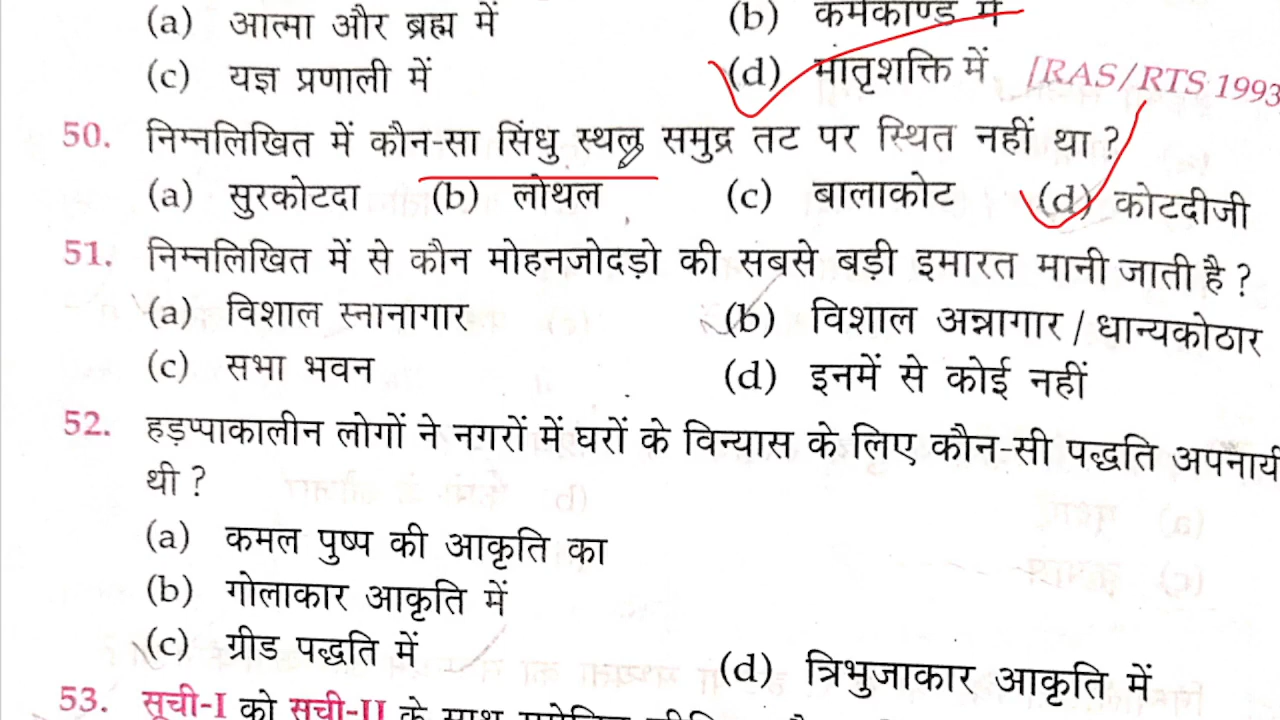 (a) आत्मा और ब्रह्म में (b) कर्मकाण्ड में
(c) यज्ञ प्रणाली में (d) मातृशक्ति में [RAS/RTS 1993
50. निम्नलिखित में कौन-सा सिंधु स्थल समुद्र तट पर स्थित नहीं था ?
(a) सुरकोटदा (b) लोथल (c) बालाकोट (d) कोटदीजी
51. निम्नलिखित में से कौन मोहनजोदड़ो की सबसे बड़ी इमारत मानी जाती है ?
(a) विशाल स्नानागार (b) विशाल अन्नागार / धान्यकोठार
(c) सभा भवन (d) इनमें से कोई नहीं
52. हड़प्पाकालीन लोगों ने नगरों में घरों के विन्यास के लिए कौन-सी पद्धति अपनायी
थी ?
(a) कमल पुष्प की आकृति का
(b) गोलाकार आकृति में
(c) ग्रीड पद्धति में (d) त्रिभुजाकार आकृति में
53. सूची-I को सूची-II के साथ